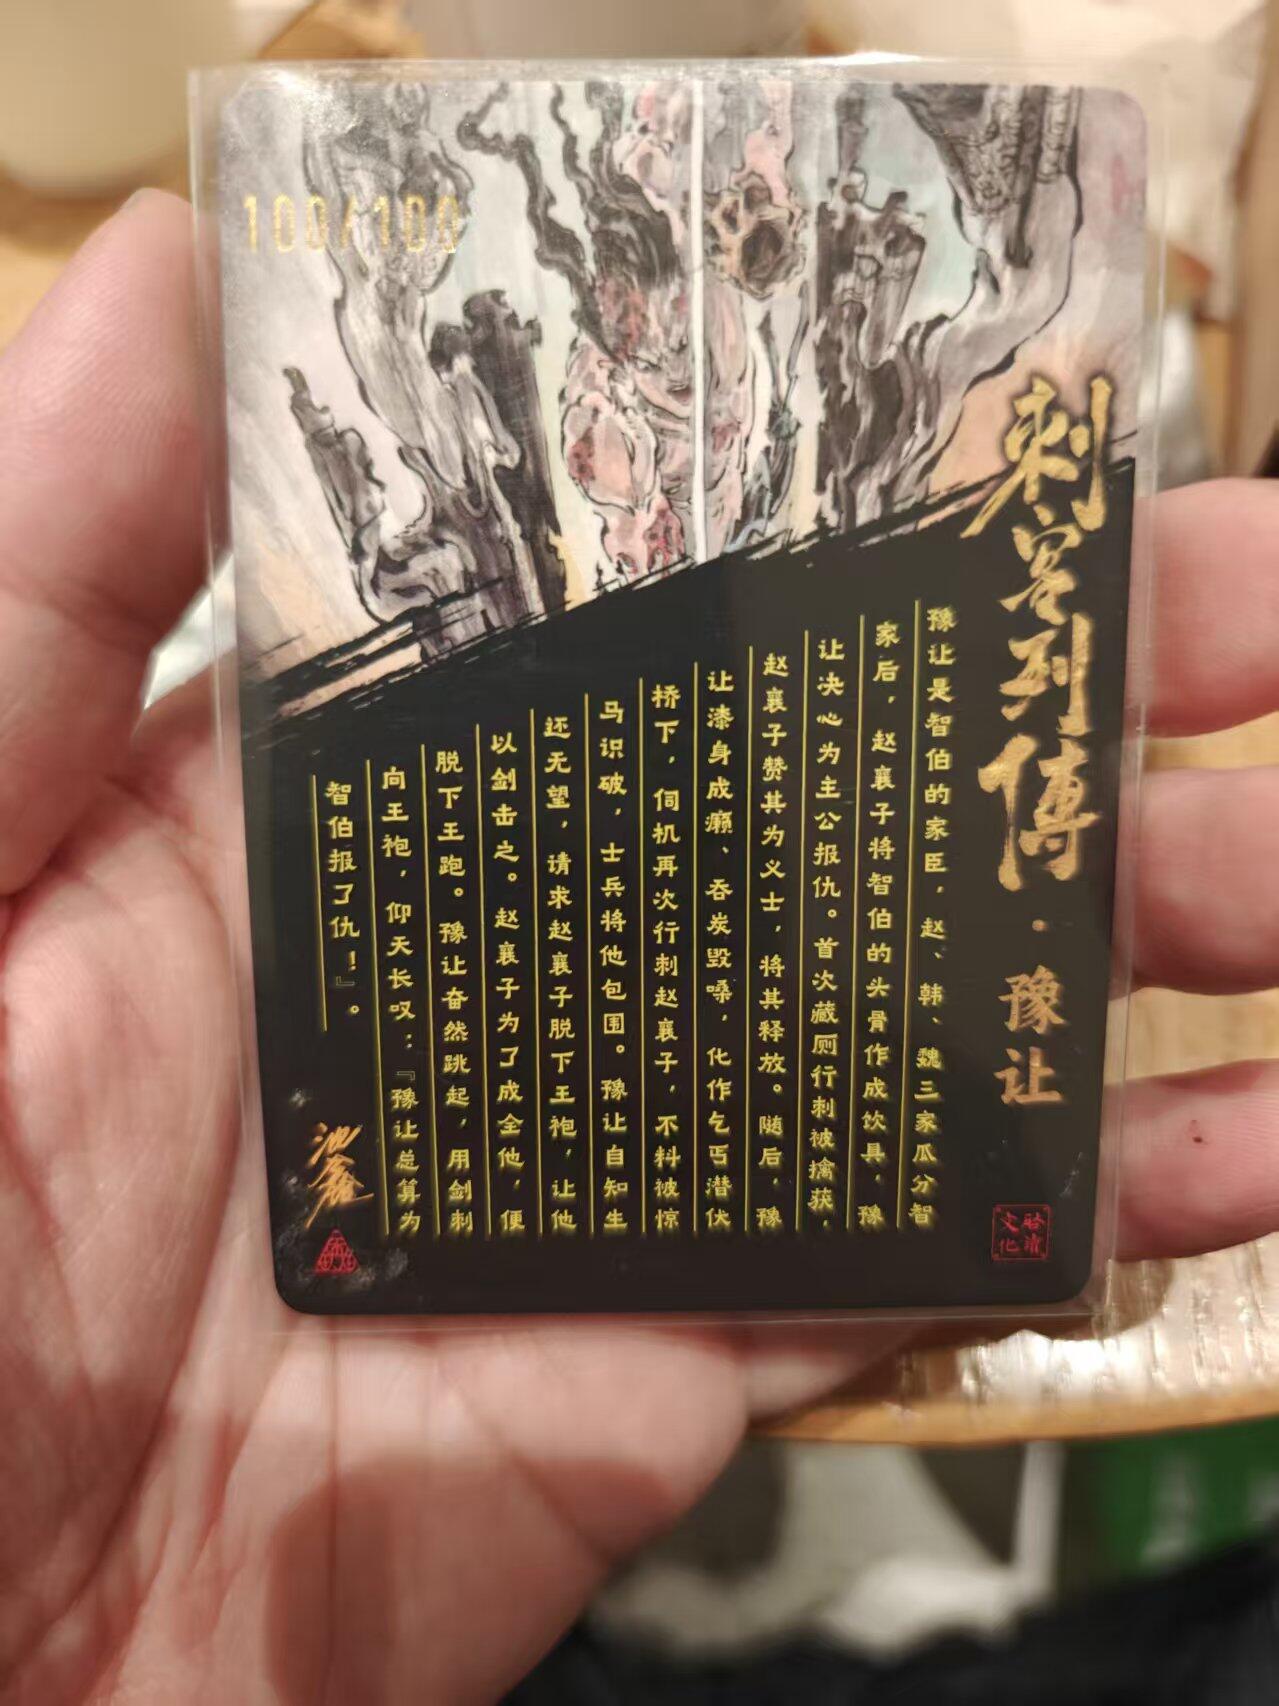 100/100
刺客列傳·豫让
豫让是智伯的家臣，赵、韩、魏三家瓜分智
家后，赵襄子将智伯的头骨作成饮具，豫
让决心为主公报仇。首次藏厕行刺被擒获，
赵襄子赞其为义士，将其释放。随后，豫
让漆身成癞、吞炭毁嗓，化作乞丐潜伏
桥下，伺机再次行刺赵襄子，不料被惊
马识破，士兵将他包围。豫让自知生
还无望，请求赵襄子脱下王袍，让他
以剑击之。赵襄子为了成全他，便
脱下王跑。豫让奋然跳起，用剑刺
向王袍，仰天长叹：『豫让总算为
智伯报了仇！』。
池鑫
文化